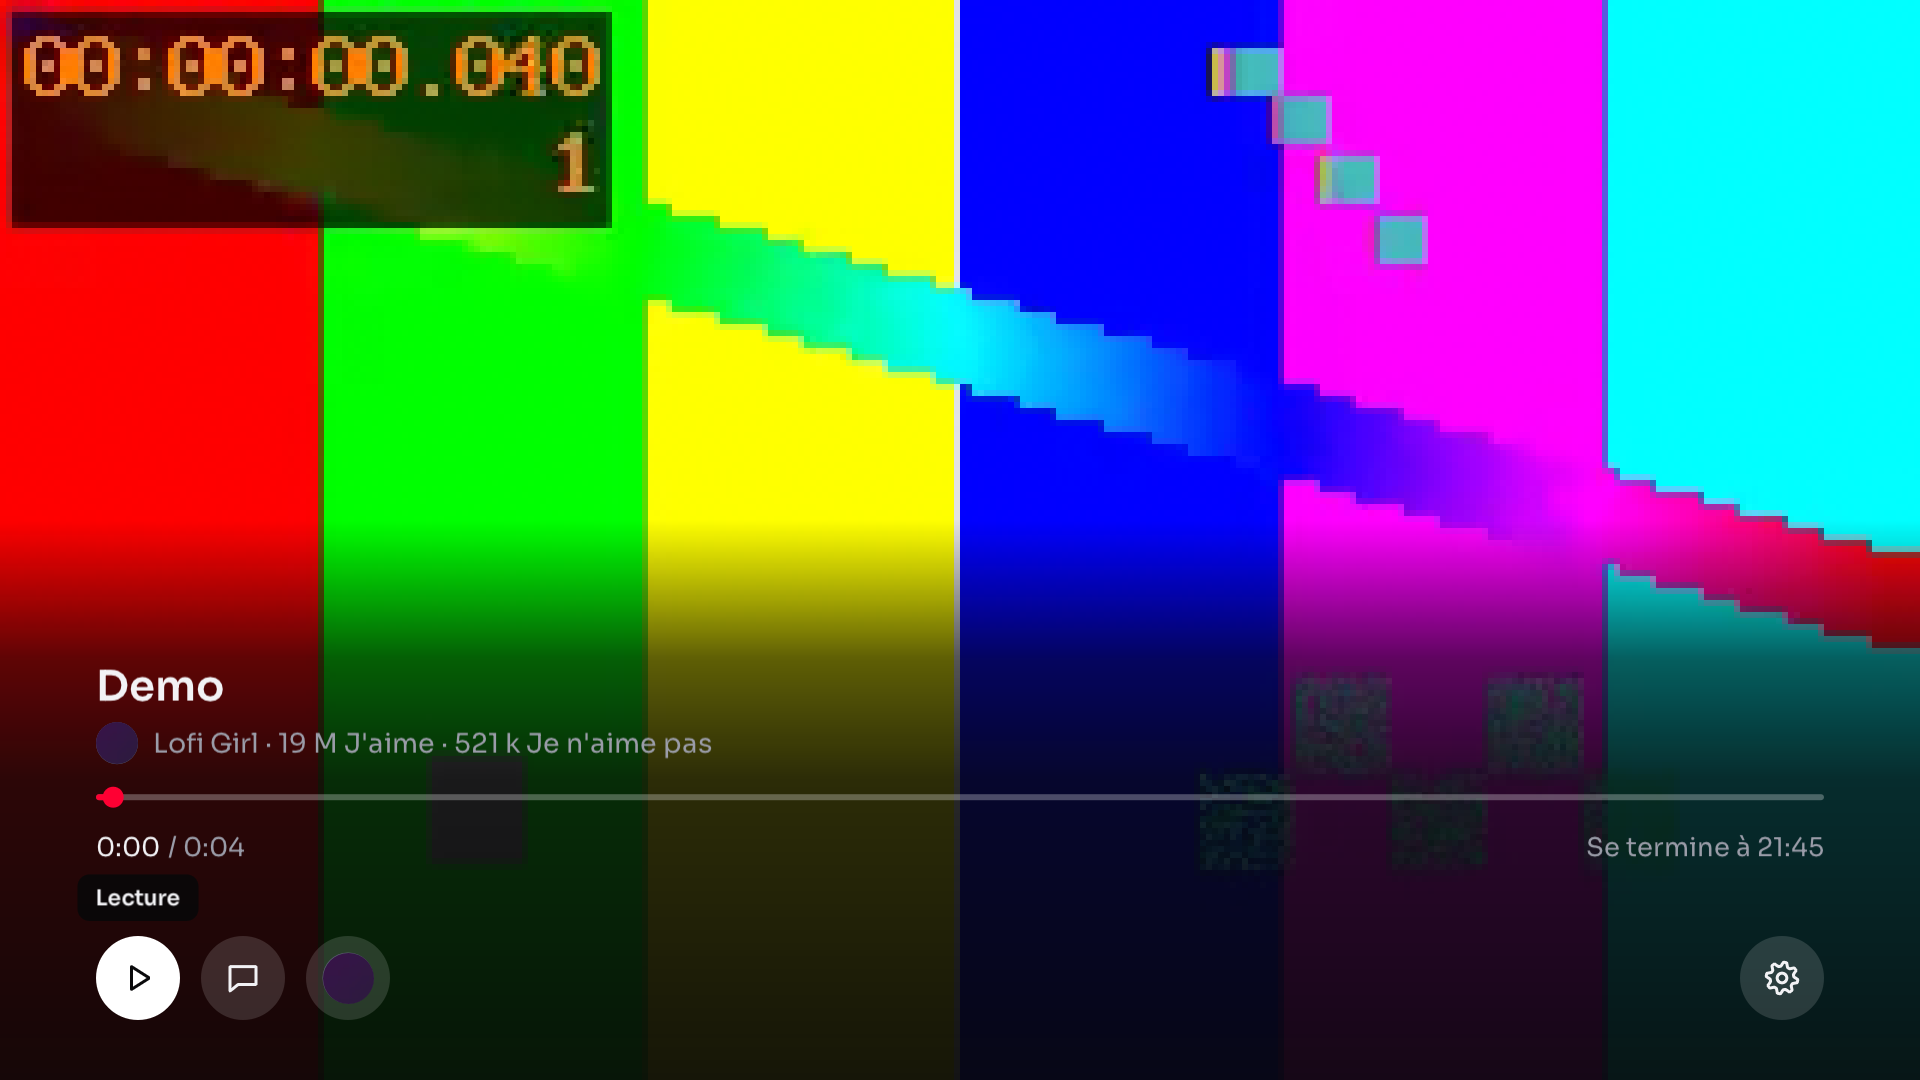 00:00:00.040
1
Demo
Lofi Girl · 19 M J'aime · 521 k Je n'aime pas
0:00 / 0:04
Se termine à 21:45
Lecture